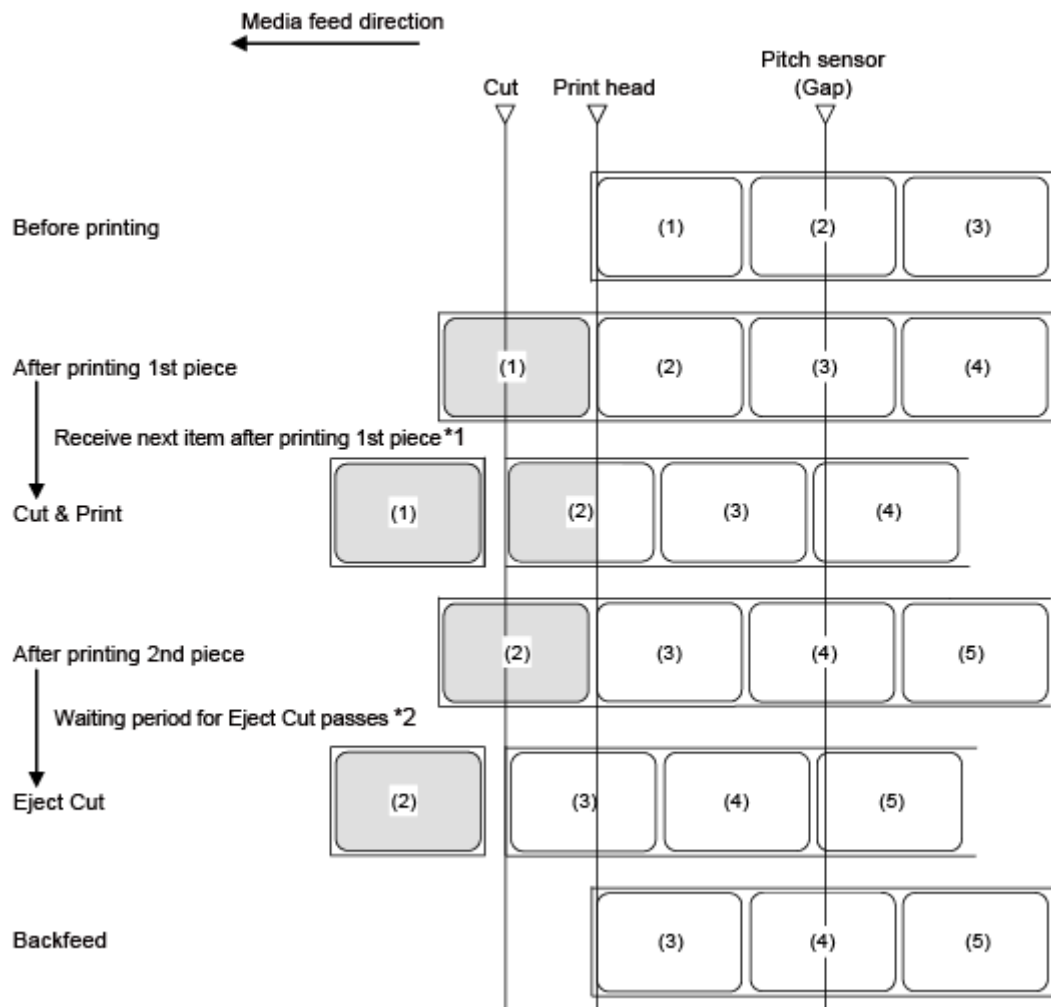 Media feed direction
Cut
Print head
Pitch sensor
(Gap)
Before printing
(1)
(2)
(3)
After printing 1st piece
(1)
(2)
(3)
(4)
Receive next item after printing 1st piece*1
Cut & Print
(1)
(2)
(3)
(4)
After printing 2nd piece
(2)
(3)
(4)
(5)
Waiting period for Eject Cut passes *2
Eject Cut
(2)
(3)
(4)
(5)
Backfeed
(3)
(4)
(5)